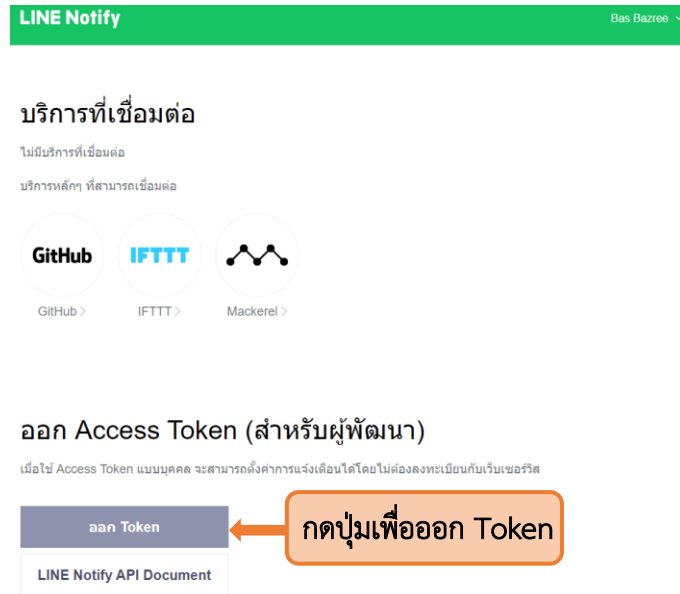 LINE Notify
Bas Bazree
บริการที่เชื่อมต่อ
ไม่มีบริการที่เชื่อมต่อ
บริการหลักๆ ที่สามารถเชื่อมต่อ
GitHub IFTTT
GitHub IFTTT Mackerel
ออก Access Token (สำหรับผู้พัฒนา)
เมื่อใช้ Access Token แบบบุคคล จะสามารถตั้งค่าการแจ้งเตือนได้โดยไม่ต้องลงทะเบียนกับเว็บเซอร์วิส
ออก Token
กดปุ่มเพื่อออก Token
LINE Notify API Document